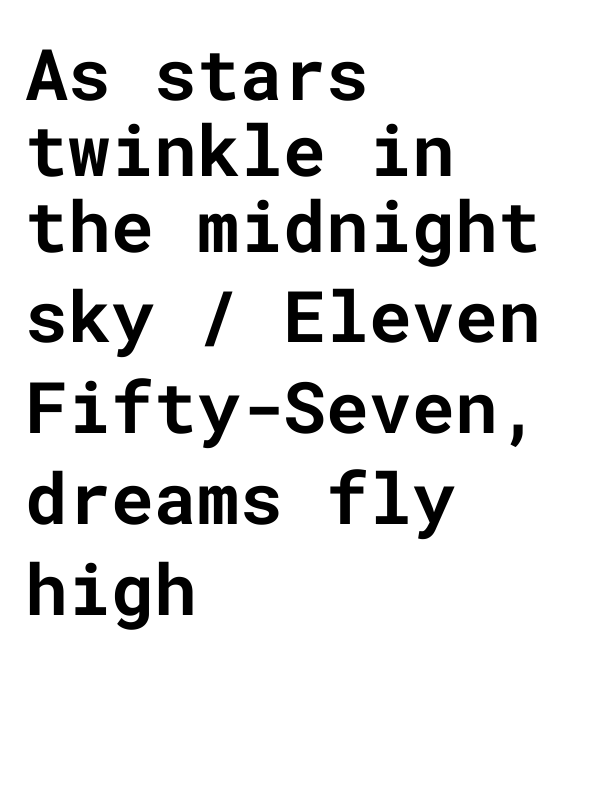 As stars
twinkle in
the midnight
sky / Eleven
Fifty-Seven,
dreams fly
high